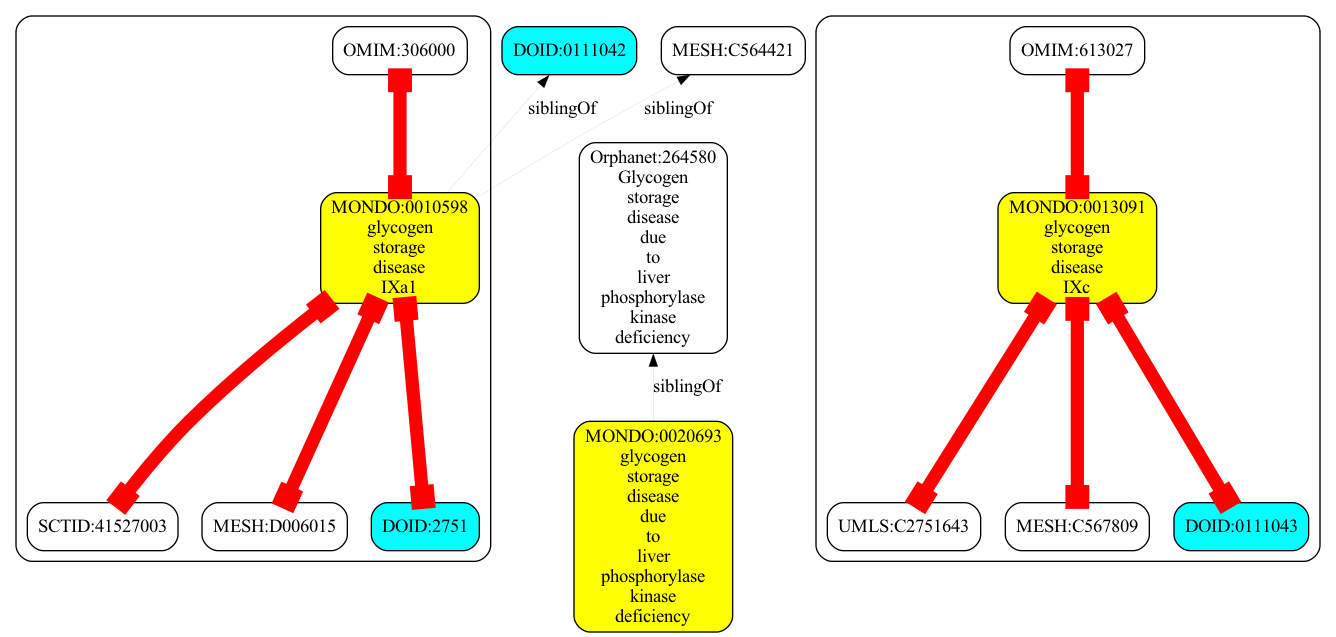 OMIM:306000
DOID:0111042
MESH:C564421
OMIM:613027
siblingOf
siblingOf
Orphanet:264580
Glycogen
storage
disease
due
to
liver
phosphorylase
kinase
deficiency
MONDO:0010598
glycogen
storage
disease
IXa1
MONDO:0013091
glycogen
storage
disease
IXc
siblingOf
MONDO:0020693
glycogen
storage
disease
due
to
liver
phosphorylase
kinase
deficiency
SCTID:41527003
MESH:D006015
DOID:2751
UMLS:C2751643
MESH:C567809
DOID:0111043